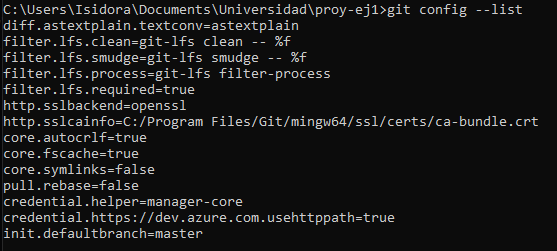 C:\Users\Isidora\Documents\Universidad\proy-ej1>git config --list
diff.astextplain.textconv=astextplain
filter.lfs.clean=git-lfs clean -- %f
filter.lfs.smudge=git-lfs smudge -- %f
filter.lfs.process=git-lfs filter-process
filter.lfs.required=true
http.sslbackend=openssl
http.sslcainfo=C:/Program Files/Git/mingw64/ssl/certs/ca-bundle.crt
core.autocrlf=true
core.fscache=true
core.symlinks=false
pull.rebase=false
credential.helper=manager-core
credential.https://dev.azure.com.usehttppath=true
init.defaultbranch=master